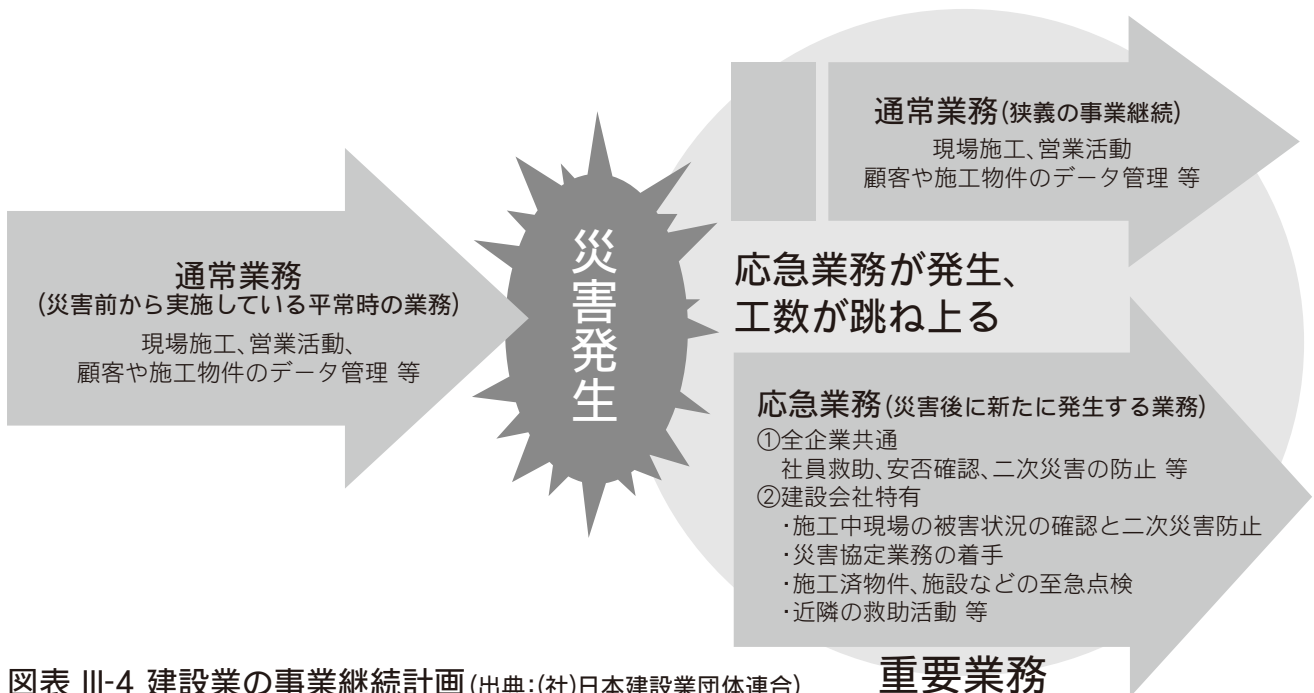 通常業務
(災害前から実施している平常時の業務)
現場施工、営業活動、
顧客や施工物件のデータ管理 等
災害発生
通常業務(狭義の事業継続)
現場施工、営業活動
顧客や施工物件のデータ管理 等
応急業務が発生、
工数が跳ね上る
応急業務(災害後に新たに発生する業務)
①全企業共通
社員救助、安否確認、二次災害の防止 等
②建設会社特有
・施工中現場の被害状況の確認と二次災害防止
・災害協定業務の着手
・施工済物件、施設などの至急点検
・近隣の救助活動 等
重要業務
図表 III-4 建設業の事業継続計画(出典:(社)日本建設業団体連合)